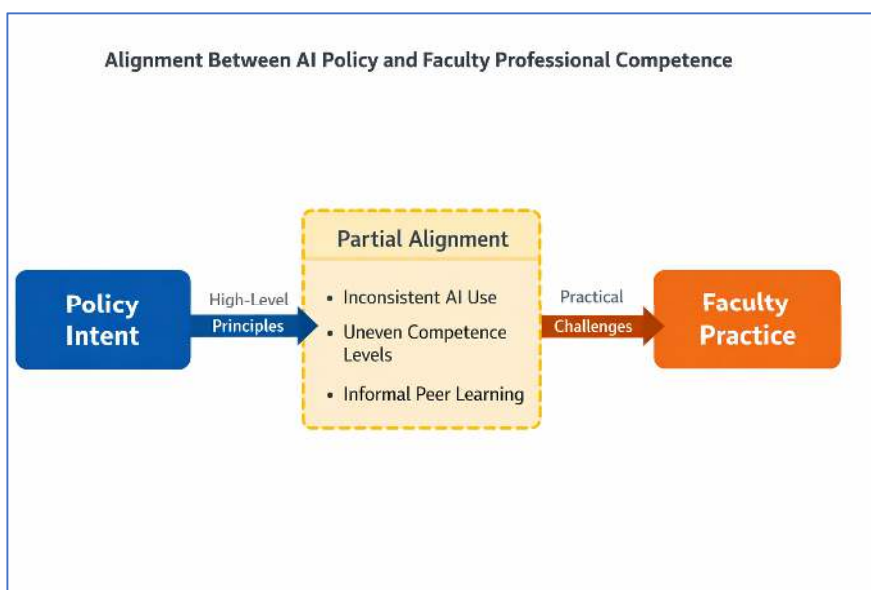 Alignment Between AI Policy and Faculty Professional Competence
Policy
Intent
High-Level
Principles
Partial Alignment
• Inconsistent AI Use
• Uneven Competence
Levels
• Informal Peer Learning
Practical
Challenges
Faculty
Practice